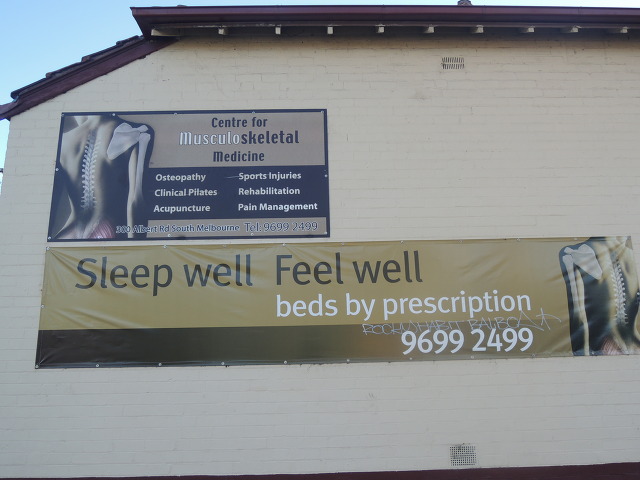 Centre for
Musculoskeletal
Medicine
Osteopathy Sports Injuries
Clinical Pilates Rehabilitation
Acupuncture Pain Management
300 Albert Rd South Melbourne Tel: 9699 2499
Sleep well Feel well
beds by prescription
9699 2499